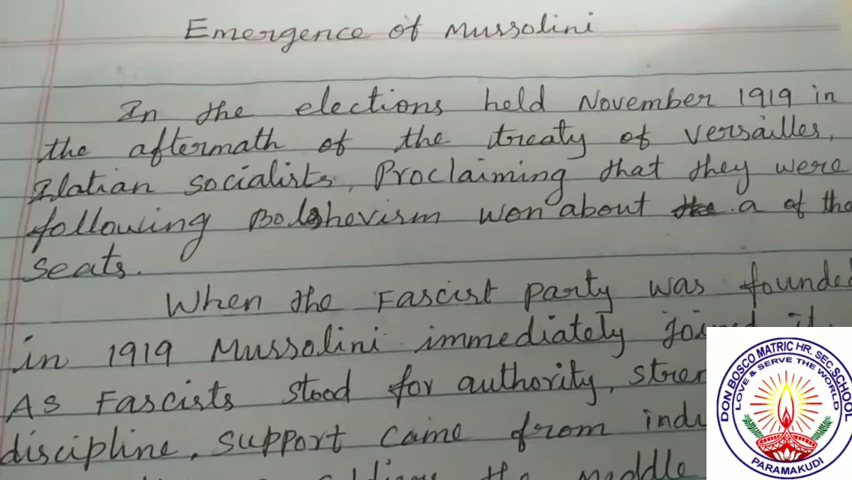 Emergence of Mussolini
In the elections held November 1919 in
the aftermath of the treaty of versailles,
Ilatian socialists, Proclaiming that they were
following Bolshevism won about a of the
seats.
When the Fascist party was founded
in 1919 Mussolini immediately joined it.
As Fascists stood for authority, stren
discipline, support came from indu
the middle
DON BOSCO MATRIC HR. SEC. SCHOOL
LOVE & SERVE THE WORLD
PARAMAKUDI